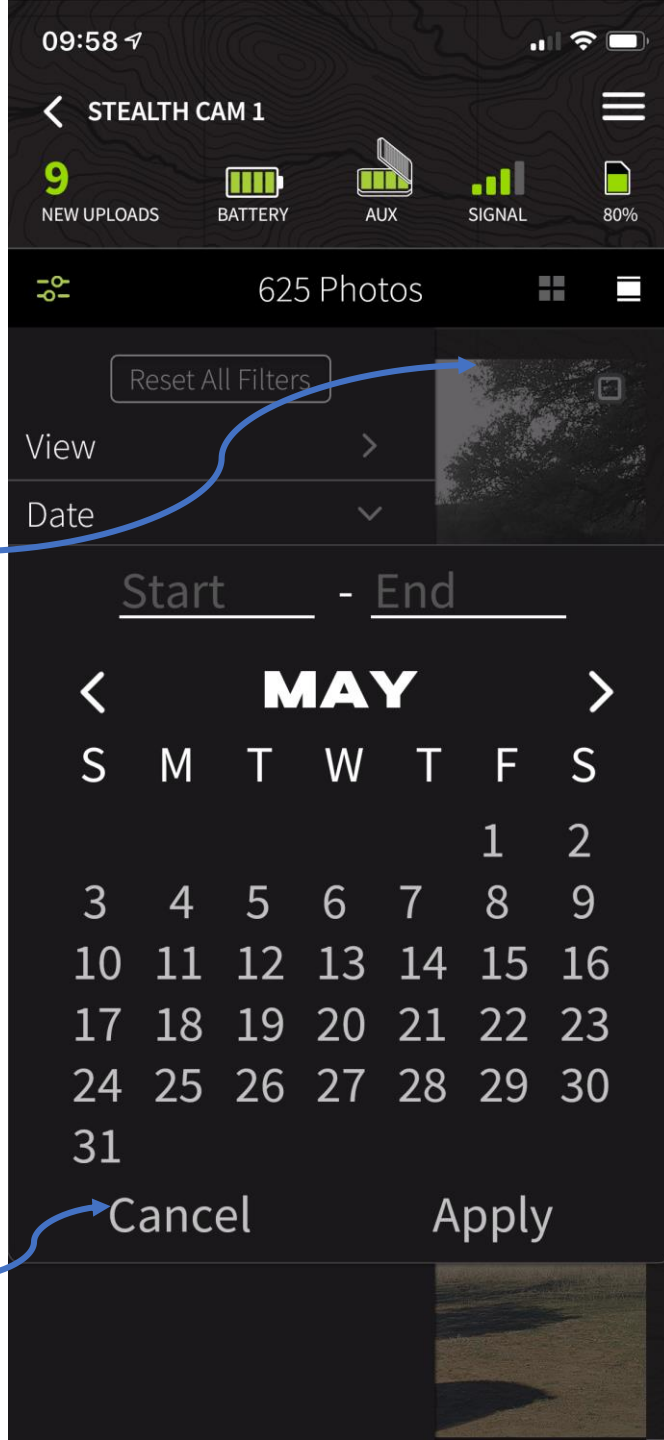 09:58
STEALTH CAM 1
9
NEW UPLOADS BATTERY AUX SIGNAL 80%
625 Photos
Reset All Filters
View
Date
Start - End
MAY
S M T W T F S
1 2
3 4 5 6 7 8 9
10 11 12 13 14 15 16
17 18 19 20 21 22 23
24 25 26 27 28 29 30
31
Cancel Apply